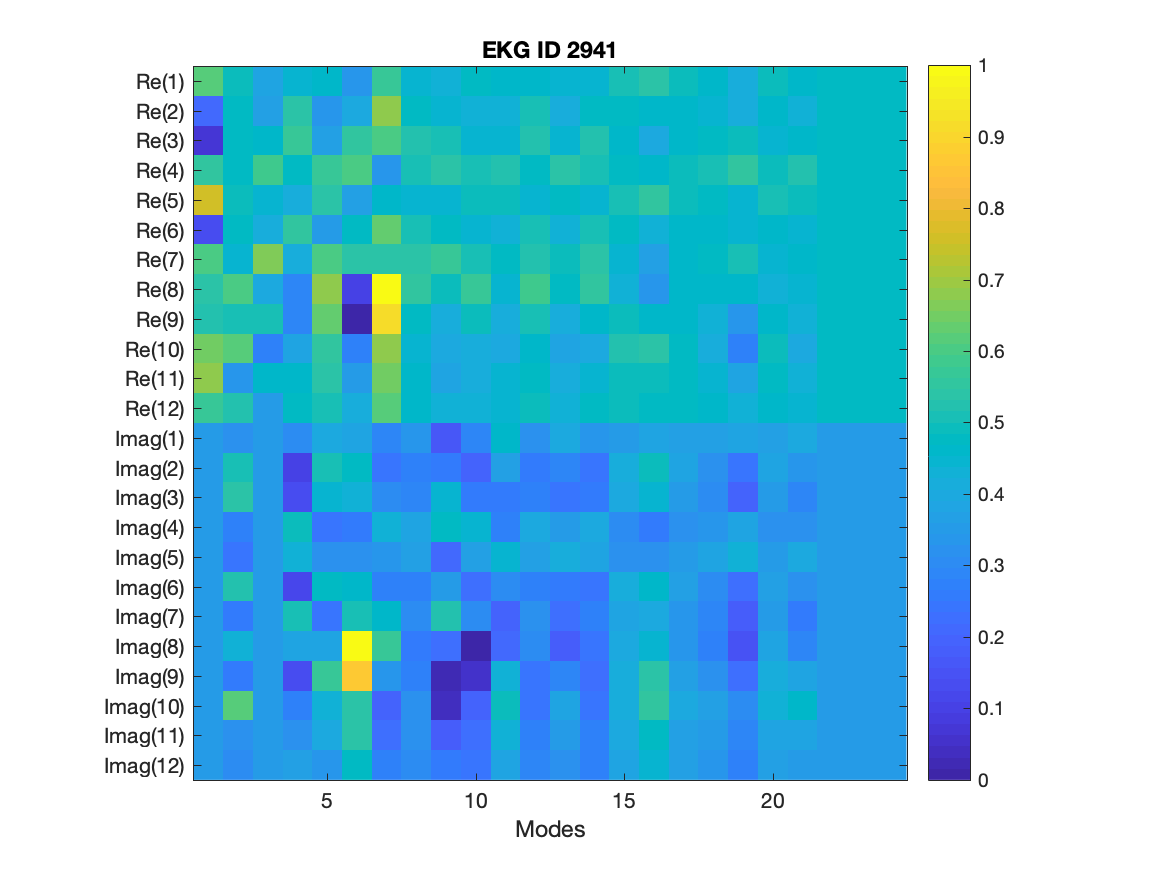 EKG ID 2941
Re(1)
Re(2)
Re(3)
Re(4)
Re(5)
Re(6)
Re(7)
Re(8)
Re(9)
Re(10)
Re(11)
Re(12)
Imag(1)
Imag(2)
Imag(3)
Imag(4)
Imag(5)
Imag(6)
Imag(7)
Imag(8)
Imag(9)
Imag(10)
Imag(11)
Imag(12)
5 10 15 20
Modes
1
0.9
0.8
0.7
0.6
0.5
0.4
0.3
0.2
0.1
0